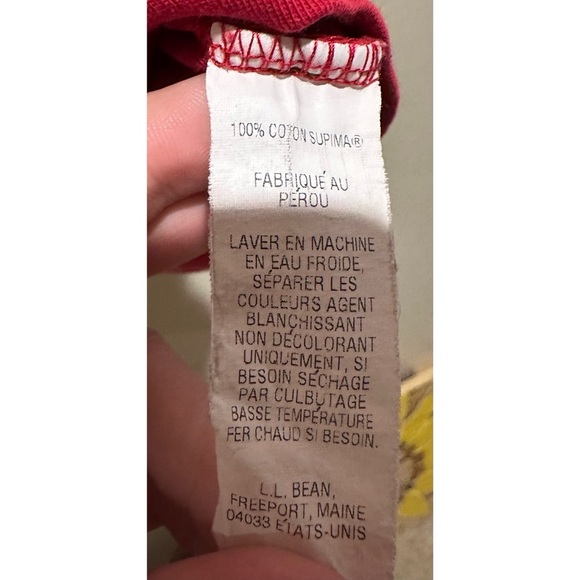 100% COTON SUPIMA®
FABRIQUÉ AU
PÉROU
LAVER EN MACHINE
EN EAU FROIDE,
SÉPARER LES
COULEURS AGENT
BLANCHISSANT
NON DÉCOLORANT
UNIQUEMENT, SI
BESOIN SÉCHAGE
PAR CULBUTAGE
BASSE TEMPÉRATURE
FER CHAUD SI BESOIN.
L.L. BEAN,
FREEPORT, MAINE
04033 ÉTATS-UNIS